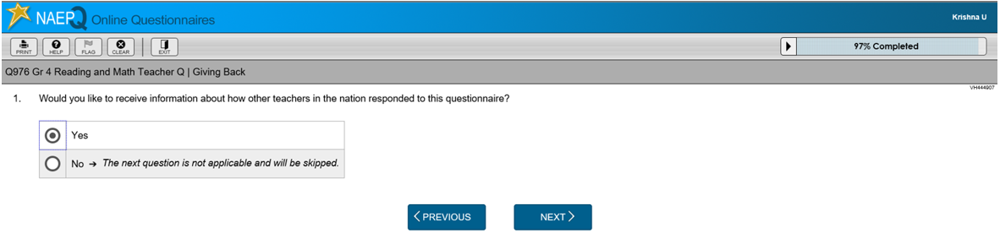 NAEPQ Online Questionnaires
Krishna U
PRINT HELP FLAG CLEAR EXIT
97% Completed
Q976 Gr 4 Reading and Math Teacher Q | Giving Back
VH444907
1. Would you like to receive information about how other teachers in the nation responded to this questionnaire?
Yes
No ➔ The next question is not applicable and will be skipped.
PREVIOUS NEXT